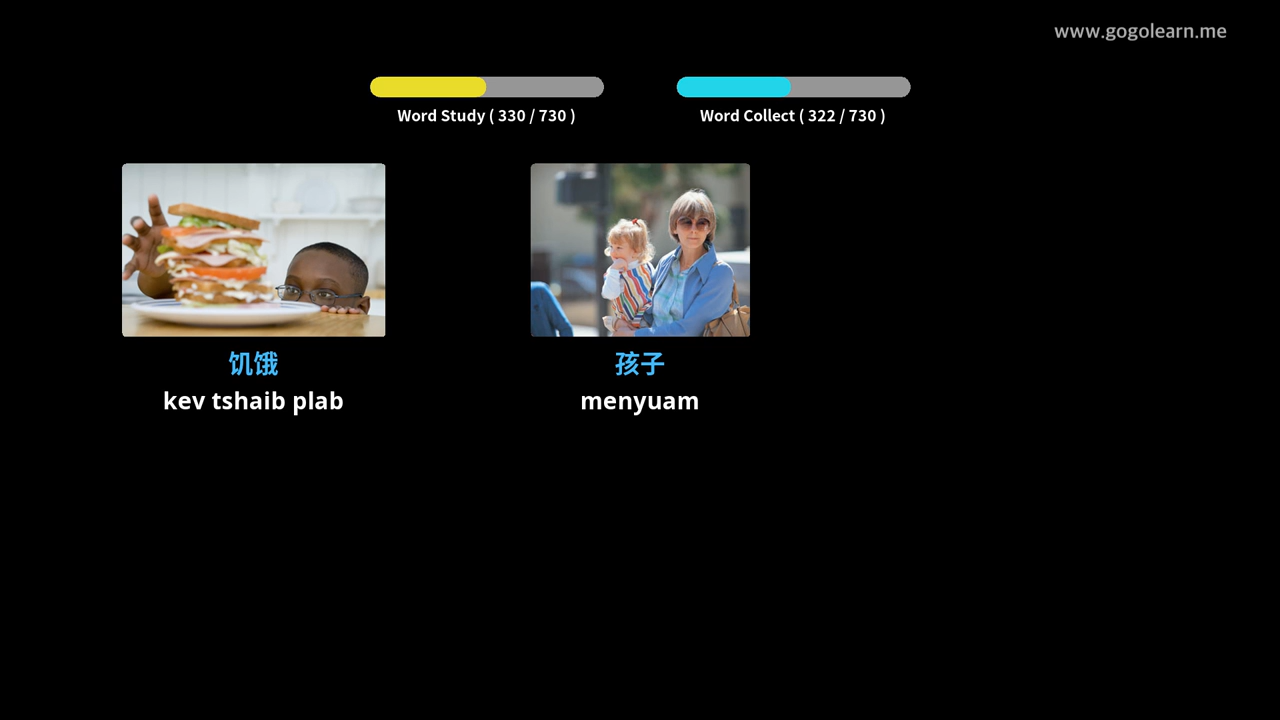 www.gogolearn.me
Word Study ( 330 / 730 )
Word Collect ( 322 / 730 )
饥饿
kev tshaib plab
孩子
menyuam